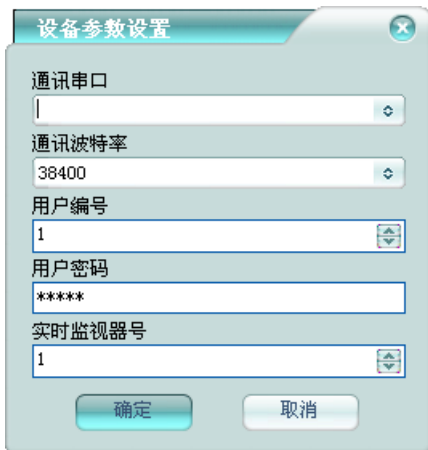 设备参数设置
通讯串口
通讯波特率
38400
用户编号
1
用户密码
*****
实时监视器号
1
确定
取消